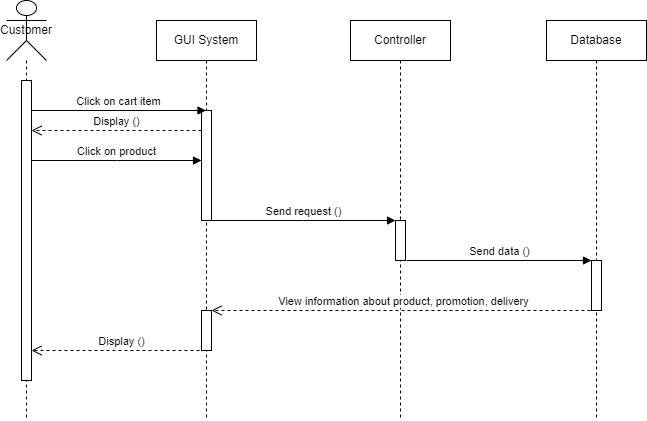 Customer
GUI System
Controller
Database
Click on cart item
Display ()
Click on product
Send request ()
Send data ()
View information about product, promotion, delivery
Display ()